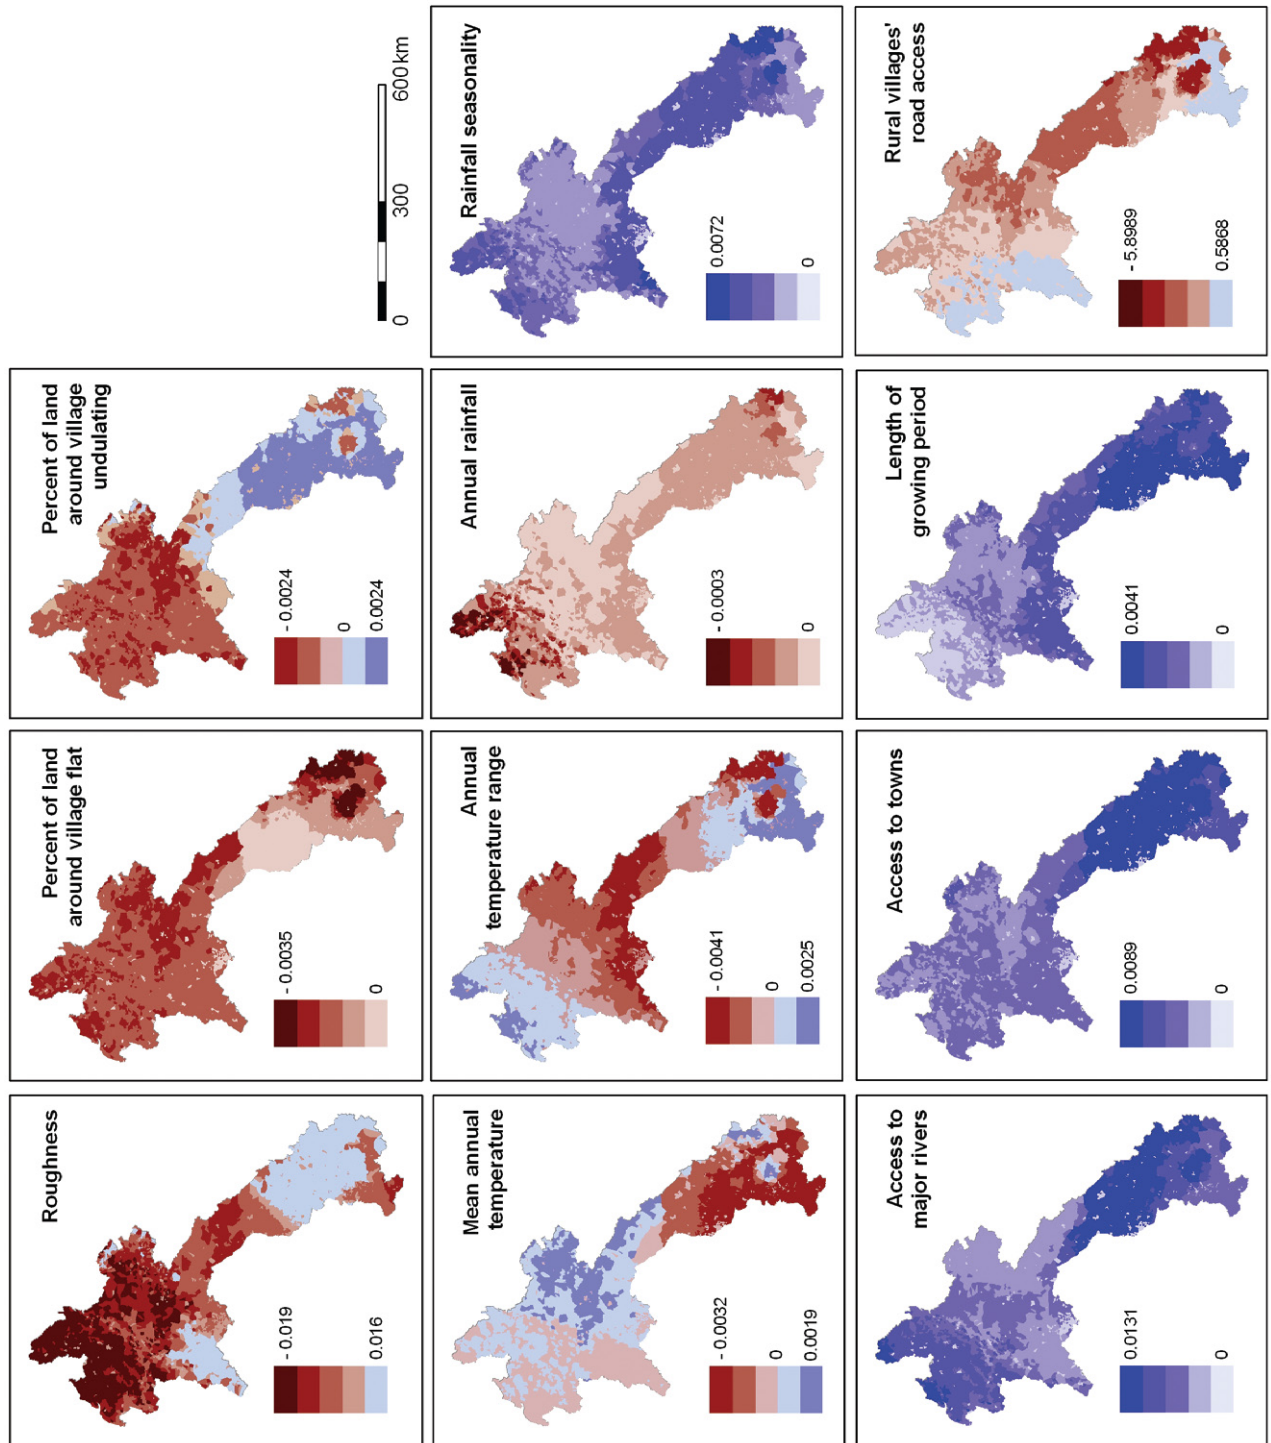 Roughness
- 0.019
0.016
Percent of land
around village flat
- 0.0035
0
Percent of land
around village
undulating
- 0.0024
0
0.0024
0
300
600 km
Mean annual
temperature
- 0.0032
0
0.0019
Annual
temperature range
- 0.0041
0
0.0025
Annual rainfall
- 0.0003
0
Rainfall seasonality
0.0072
0
Access to
major rivers
0.0131
0
Access to towns
0.0089
0
Length of
growing period
0.0041
0
Rural villages'
road access
- 5.8989
0.5868